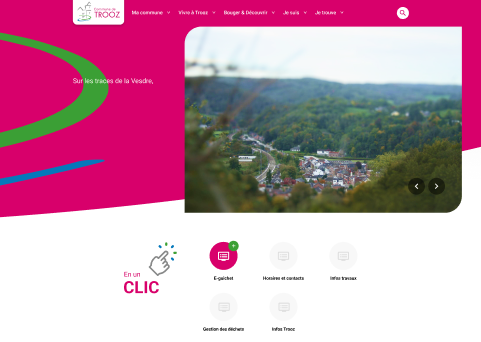 Commune de
TROOZ
Ma commune
Vivre à Trooz
Bouger & Découvrir
Je suis
Je trouve
Sur les traces de la Vesdre,
En un
CLIC
E-guichet
Horaires et contacts
Infos travaux
Gestion des déchets
Infos Trooz